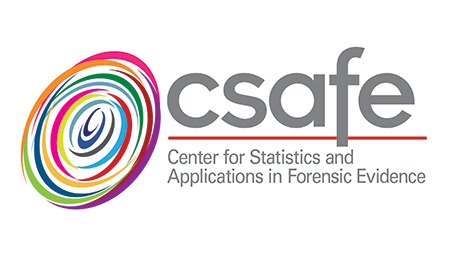 csafe
Center for Statistics and
Applications in Forensic Evidence